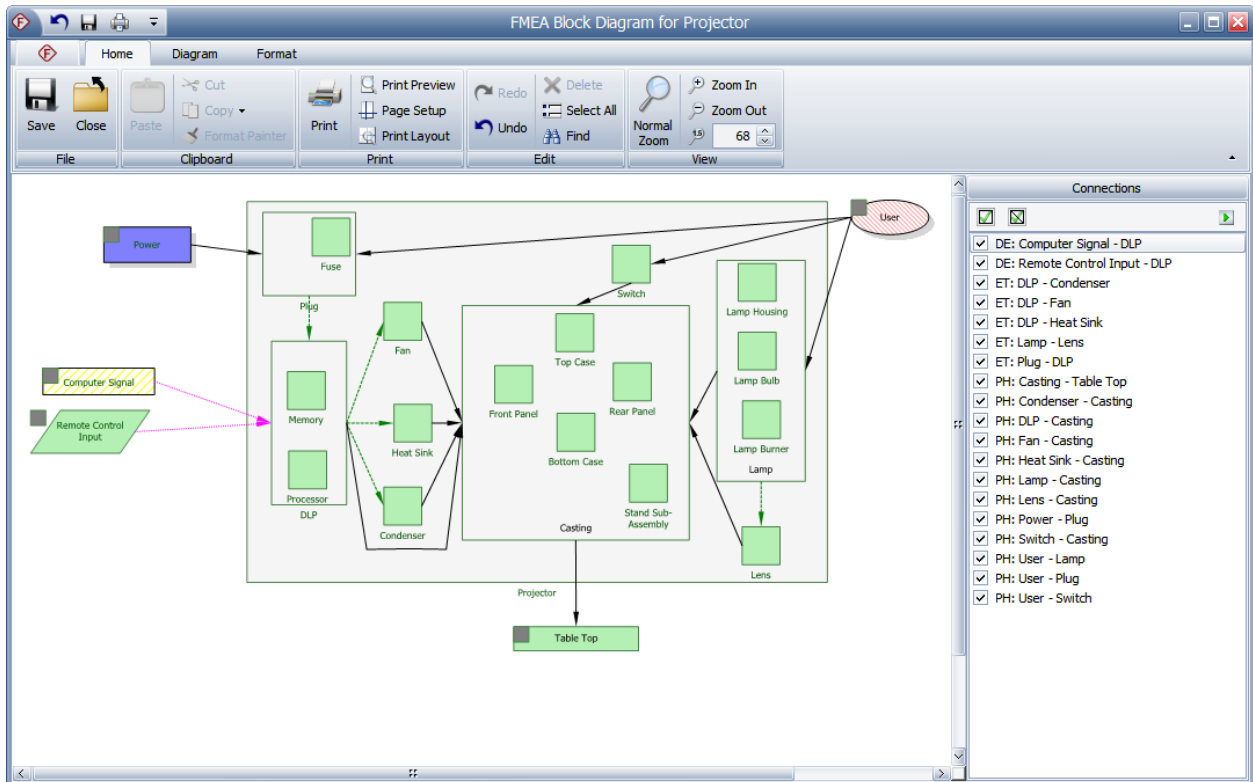 FMEA Block Diagram for Projector
Home
Diagram
Format
Save
Close
File
Paste
Cut
Copy
Format Painter
Clipboard
Print
Print Preview
Page Setup
Print Layout
Print
Redo
Undo
Delete
Select All
Find
Edit
Normal
Zoom
Zoom In
Zoom Out
1.5
68
View
Power
Fuse
Plug
User
Switch
Computer Signal
Remote Control
Input
Memory
Processor
DLP
Fan
Heat Sink
Condenser
Top Case
Front Panel
Rear Panel
Bottom Case
Stand Sub-
Assembly
Casting
Lamp Housing
Lamp Bulb
Lamp Burner
Lamp
Lens
Projector
Table Top
Connections
DE: Computer Signal - DLP
DE: Remote Control Input - DLP
ET: DLP - Condenser
ET: DLP - Fan
ET: DLP - Heat Sink
ET: Lamp - Lens
ET: Plug - DLP
PH: Casting - Table Top
PH: Condenser - Casting
PH: DLP - Casting
PH: Fan - Casting
PH: Heat Sink - Casting
PH: Lamp - Casting
PH: Lens - Casting
PH: Power - Plug
PH: Switch - Casting
PH: User - Lamp
PH: User - Plug
PH: User - Switch